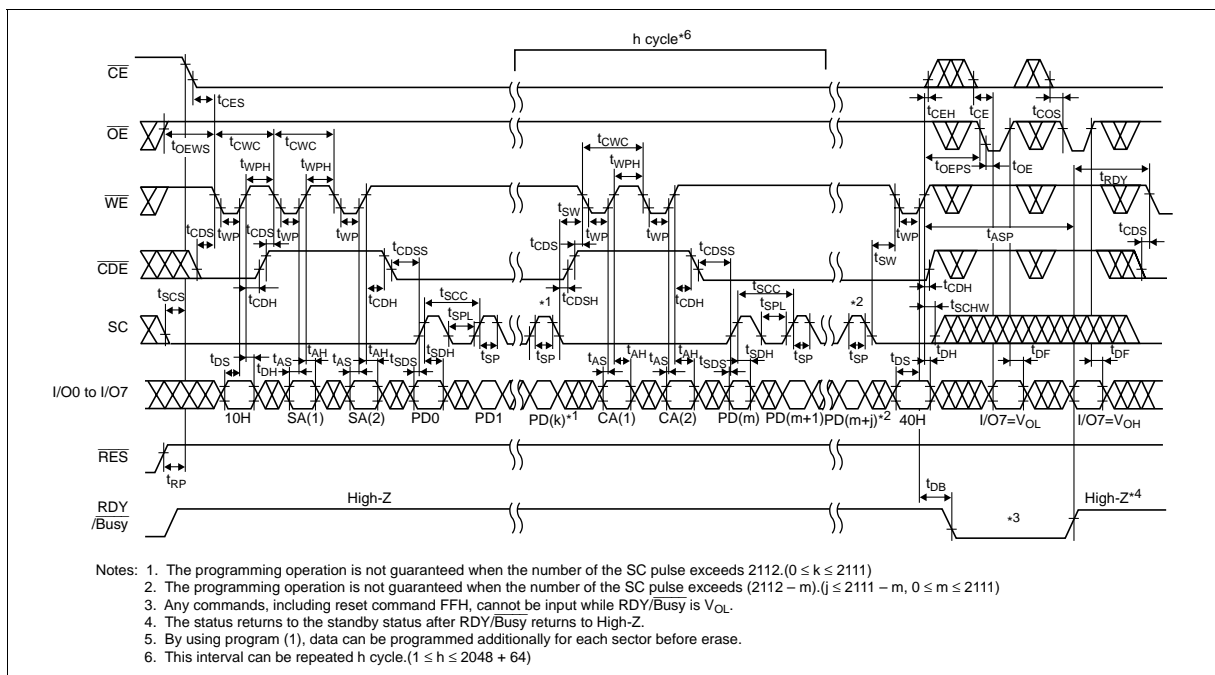 h cycle*6
CE
tCES
tCEH
tCE
tCOS
OE
tOEWS
tCWC
tCWC
tCWC
tOEPS
tOE
tWPH
tWPH
tWPH
tRDY
WE
tCDS
tWP
tCDS
tWP
tWP
tSW
tCDS
tWP
tWP
tWP
tSW
tASP
tCDS
CDE
tCDSS
tCDSS
tSCS
tCDH
tCDH
tCDSH
tCDH
tCDH
tSCHW
SC
tSCC
tSPL
tSP
*1
tSP
tSCC
tSPL
tSP
*2
tSP
tDS
tDH
tAS
tAH
tAS
tAH
tSDS
tSDH
tAS
tAH
tAS
tAH
tSDS
tSDH
tDS
tDH
tDF
tDF
I/O0 to I/O7
10H
SA(1)
SA(2)
PD0
PD1
PD(k)*1
CA(1)
CA(2)
PD(m)
PD(m+1)
PD(m+j)*2
40H
I/O7=VOL
I/O7=VOH
RES
tRP
RDY
/Busy
High-Z
tDB
*3
High-Z*4
Notes: 1. The programming operation is not guaranteed when the number of the SC pulse exceeds 2112.(0 ≤ k ≤ 2111)
2. The programming operation is not guaranteed when the number of the SC pulse exceeds (2112 – m).(j ≤ 2111 – m, 0 ≤ m ≤ 2111)
3. Any commands, including reset command FFH, cannot be input while RDY/Busy is VOL.
4. The status returns to the standby status after RDY/Busy returns to High-Z.
5. By using program (1), data can be programmed additionally for each sector before erase.
6. This interval can be repeated h cycle.(1 ≤ h ≤ 2048 + 64)